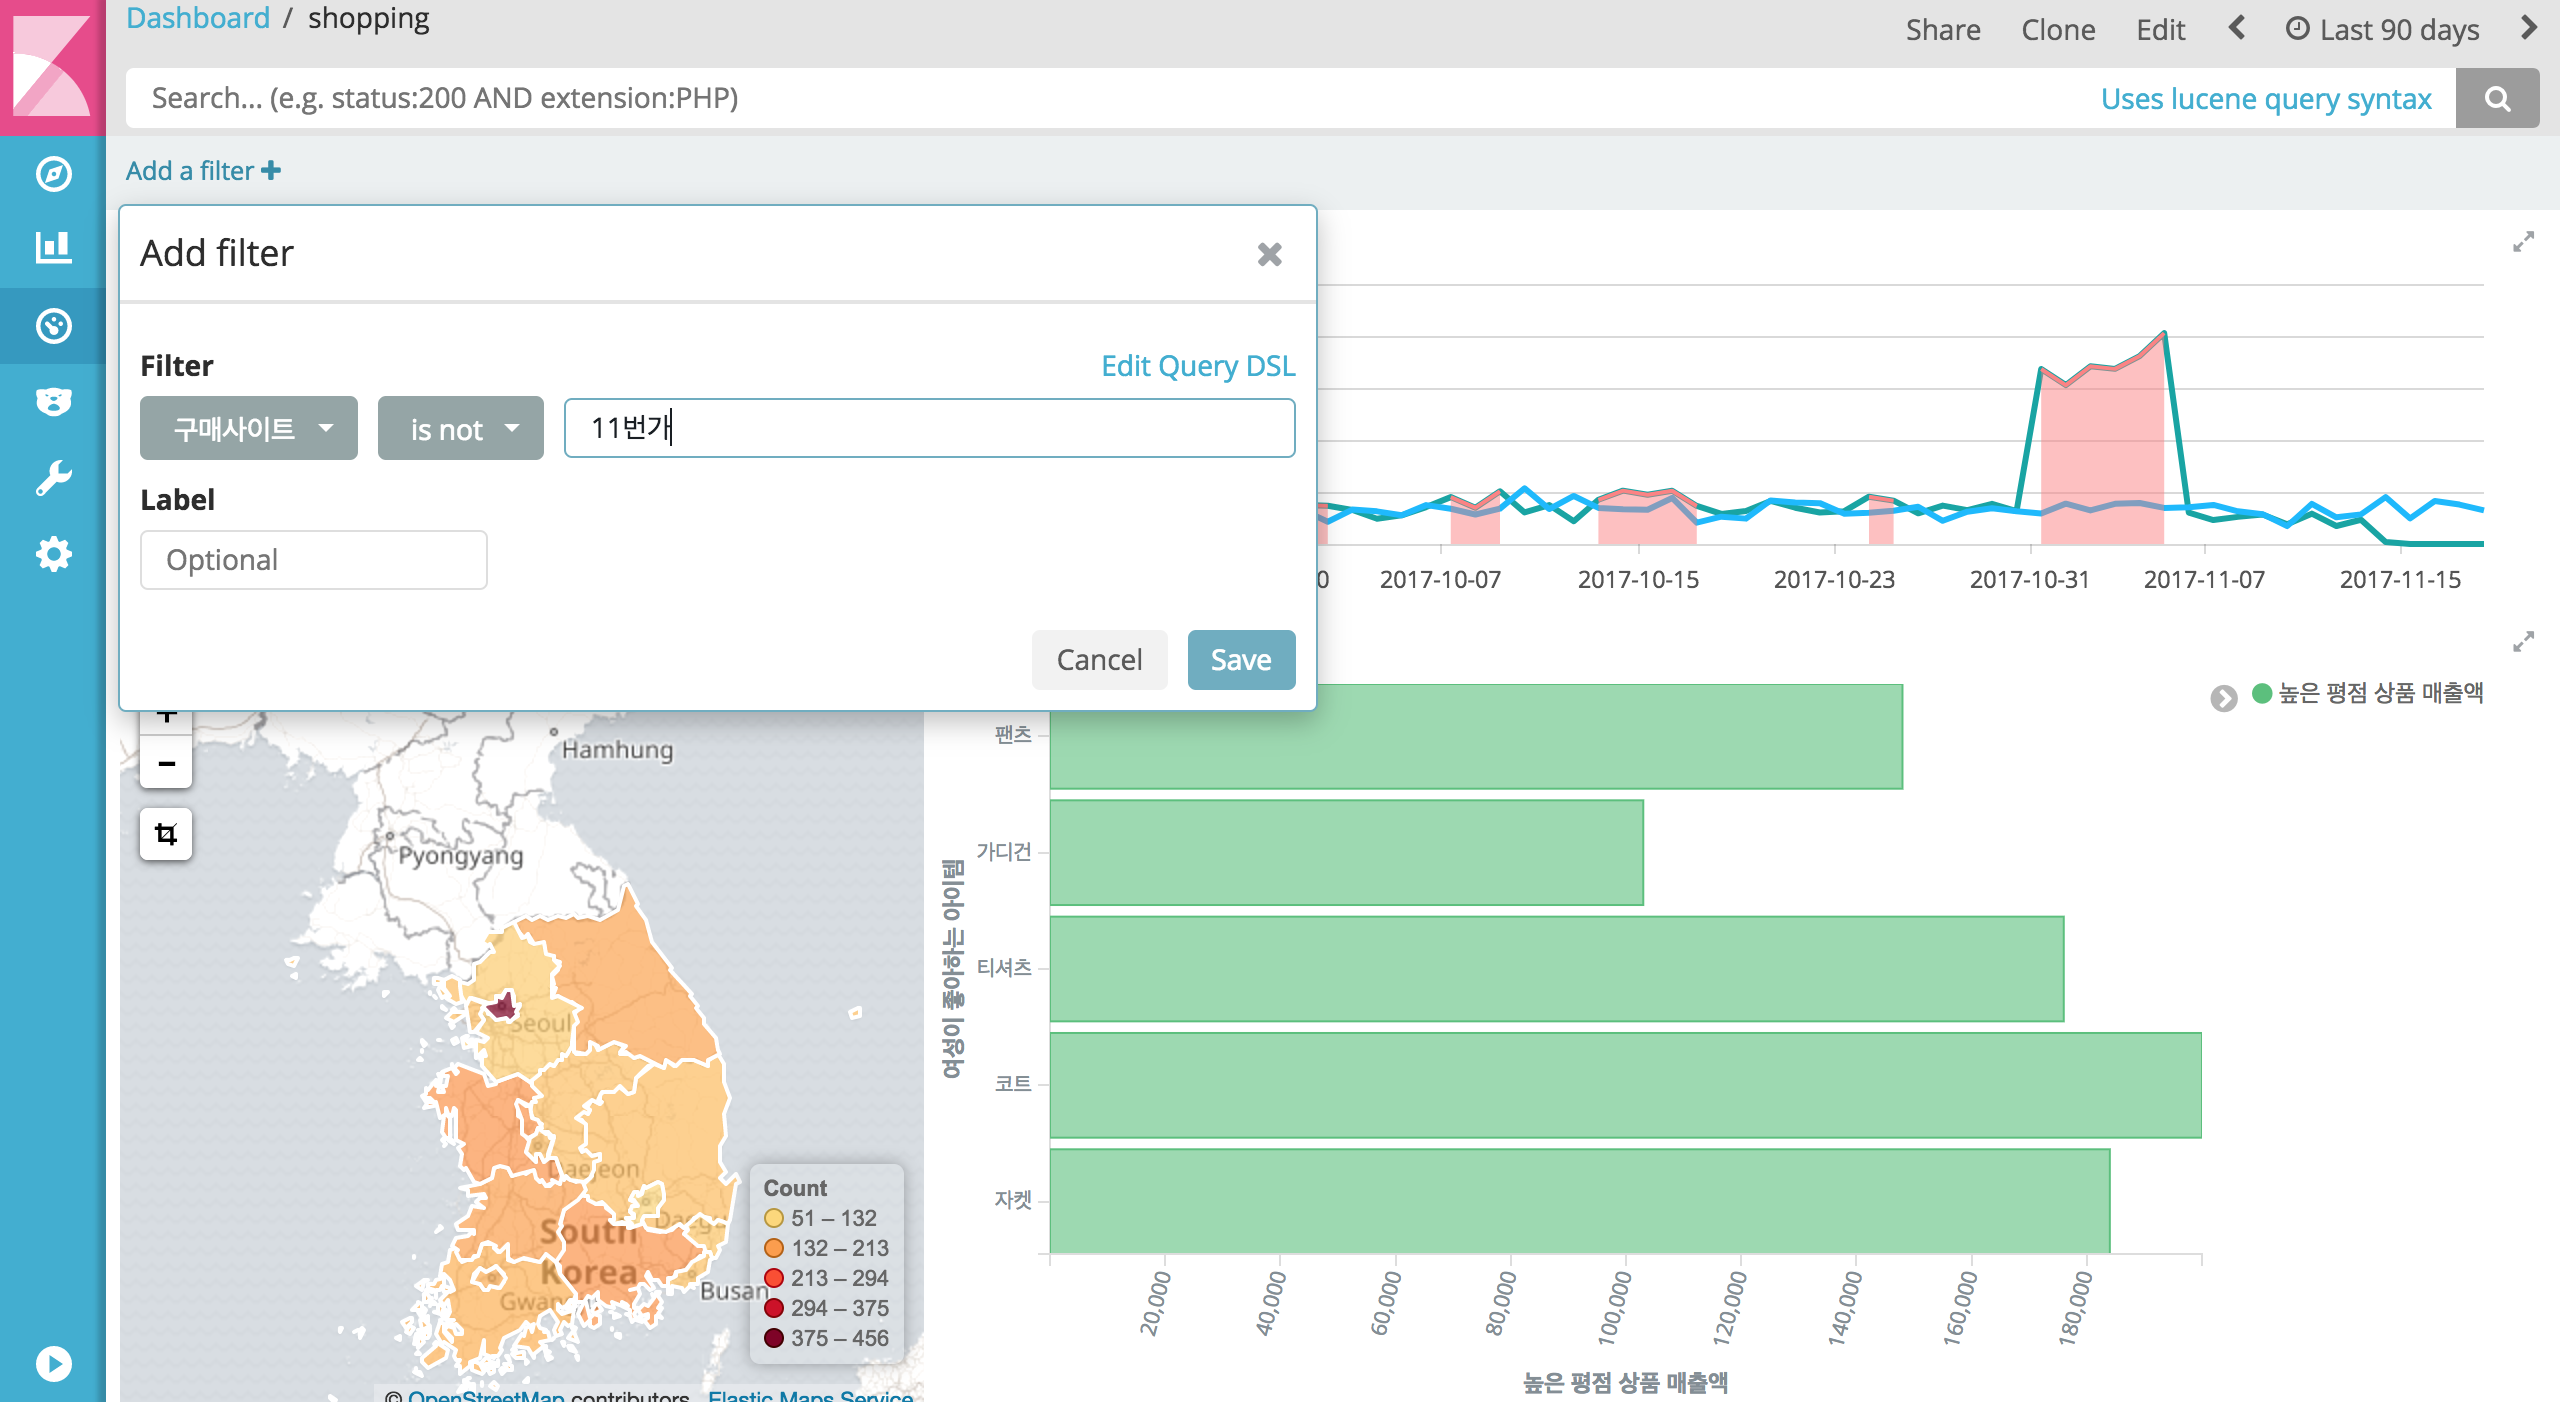 Dashboard / shopping
Share Clone Edit Last 90 days
Search... (e.g. status:200 AND extension:PHP) Uses lucene query syntax
Add a filter
Add filter
Filter Edit Query DSL
구매사이트 is not 11번가
Label
Optional
Cancel Save
0 2017-10-07 2017-10-15 2017-10-23 2017-10-31 2017-11-07 2017-11-15
Hamhung
Pyongyang
Seoul
Daejeon
Daegu
South
Korea
Busan
Count
51 – 132
132 – 213
213 – 294
294 – 375
375 – 456
© OpenStreetMap contributors, Elastic Maps Service
높은 평점 상품 매출액
여성이 좋아하는 아이템
팬츠
가디건
티셔츠
코트
자켓
20,000 40,000 60,000 80,000 100,000 120,000 140,000 160,000 180,000
높은 평점 상품 매출액